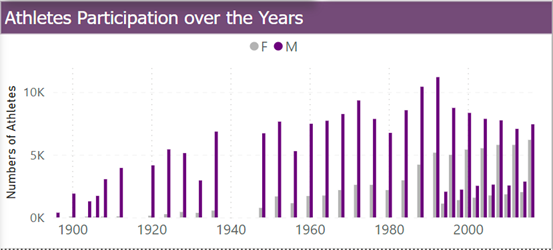 Athletes Participation over the Years
F M
Numbers of Athletes
10K
5K
0K
1900 1920 1940 1960 1980 2000